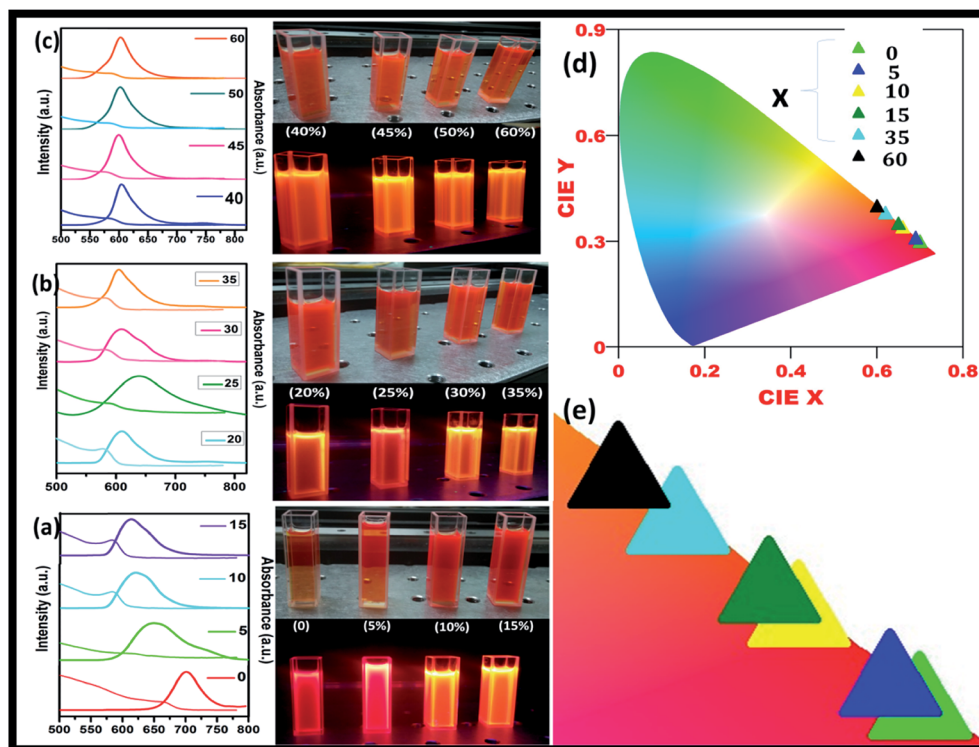 (c)
60
50
45
40
Intensity (a.u.)
500 550 600 650 700 750 800
Absorbance (a.u.)
(40%) (45%) (50%) (60%)
(b)
35
30
25
20
Intensity (a.u.)
500 600 700 800
Absorbance (a.u.)
(20%) (25%) (30%) (35%)
(a)
15
10
5
0
Intensity (a.u.)
500 550 600 650 700 750 800
Absorbance (a.u.)
(0) (5%) (10%) (15%)
(d)
0.9
0.6
0.3
0
CIE Y
0 0.2 0.4 0.6 0.8
CIE X
X
0
5
10
15
35
60
(e)